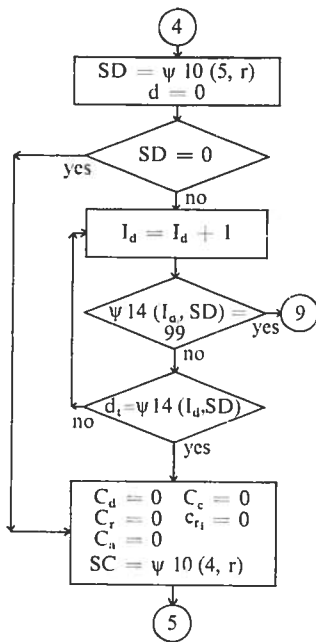 4
SD = ψ 10 (5, r)
d = 0
SD = 0
yes
no
I_d = I_d + 1
ψ 14 (I_d, SD) =
99
yes
9
no
d_t = ψ 14 (I_d, SD)
no
yes
C_d = 0 C_c = 0
C_r = 0 c_{r_i} = 0
C_a = 0
SC = ψ 10 (4, r)
5